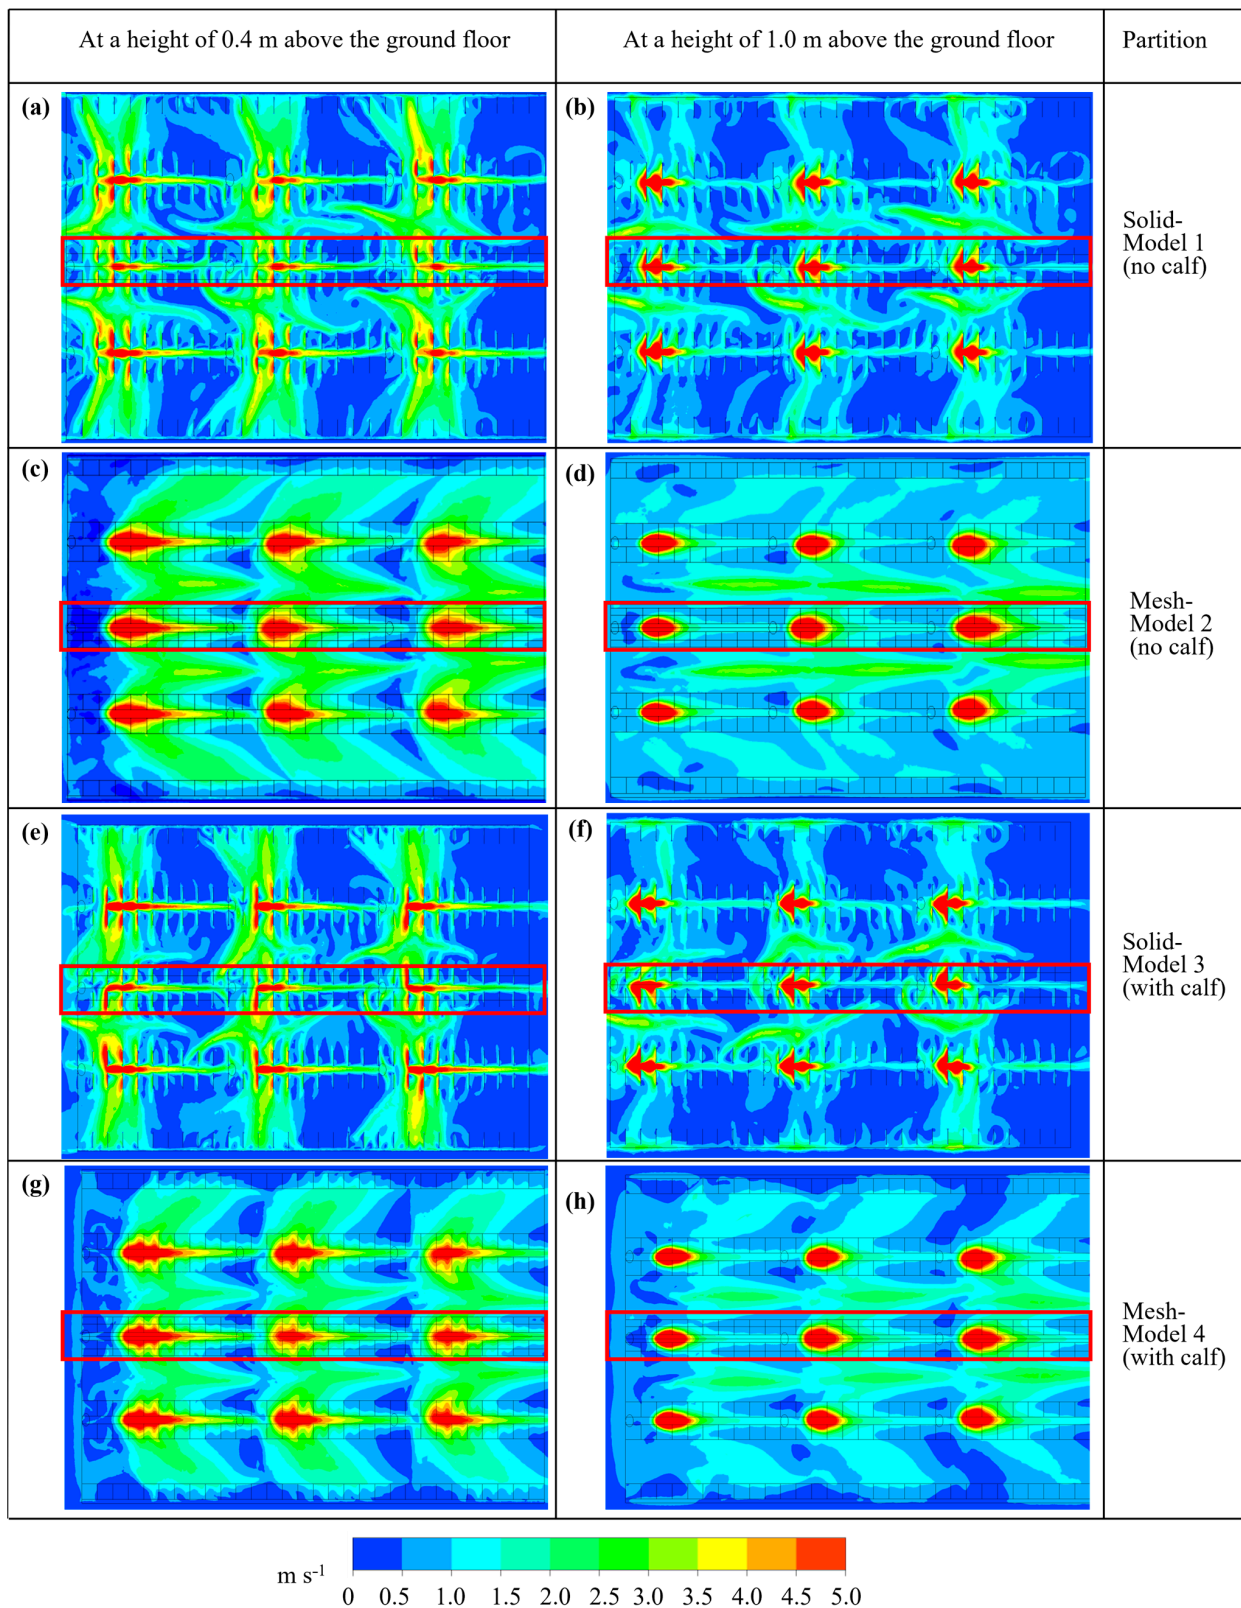 At a height of 0.4 m above the ground floor
At a height of 1.0 m above the ground floor
Partition
(a)
(b)
Solid-
Model 1
(no calf)
(c)
(d)
Mesh-
Model 2
(no calf)
(e)
(f)
Solid-
Model 3
(with calf)
(g)
(h)
Mesh-
Model 4
(with calf)
m s⁻¹
0 0.5 1.0 1.5 2.0 2.5 3.0 3.5 4.0 4.5 5.0